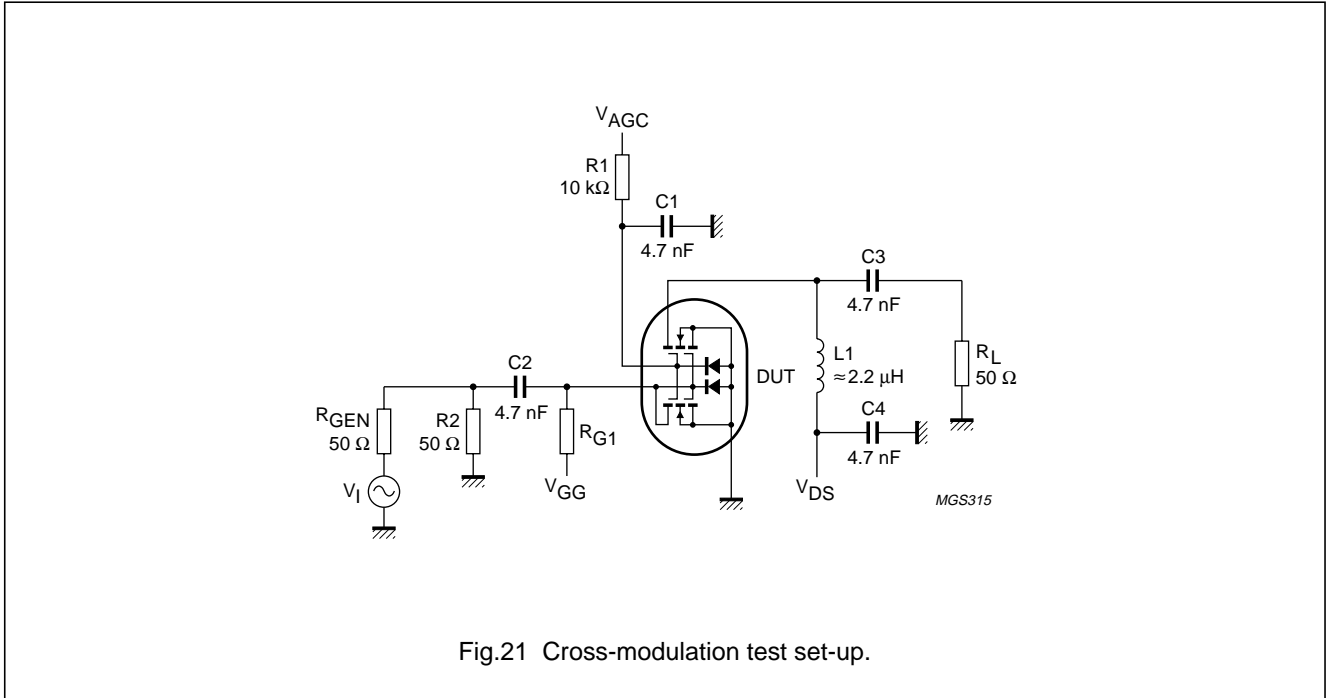 VAGC
R1
10 kΩ
C1
4.7 nF
C3
4.7 nF
L1
≈2.2 μH
RL
50 Ω
DUT
C2
4.7 nF
RGEN
50 Ω
R2
50 Ω
RG1
C4
4.7 nF
VI
VGG
VDS
MGS315
Fig.21 Cross-modulation test set-up.